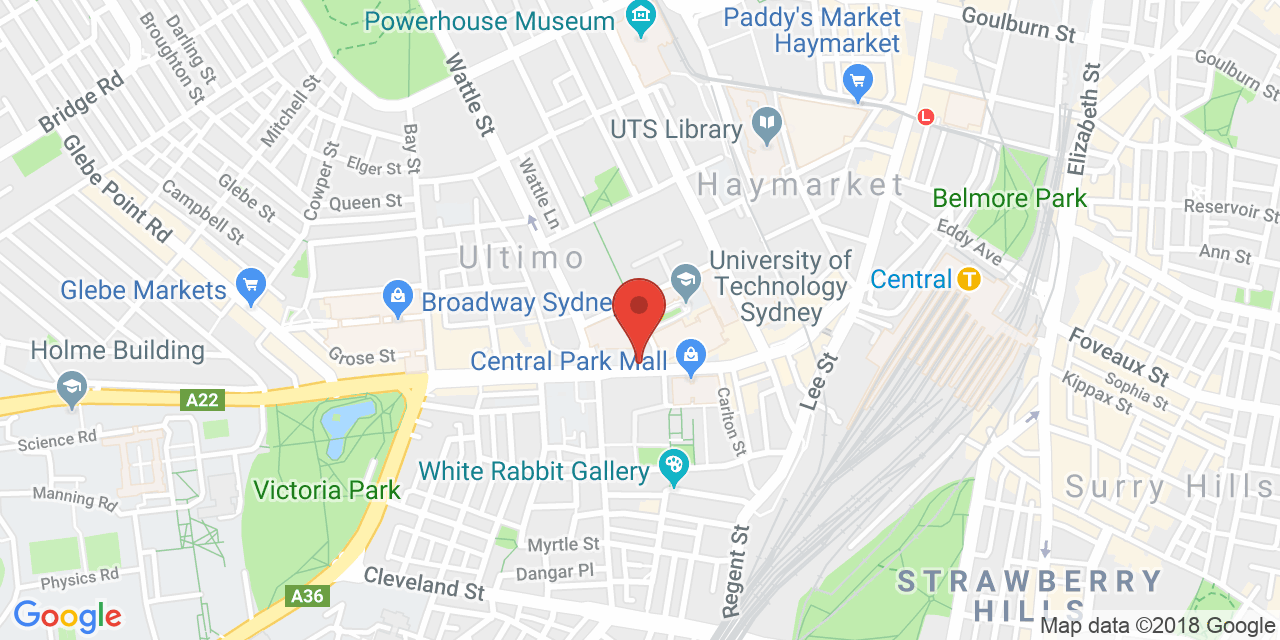 Powerhouse Museum
Paddy's Market
Haymarket
Goulburn St
Goulburn St
Darling St
Broughton St
Bridge Rd
Mitchell St
Wattle St
Elizabeth St
UTS Library
Glebe Point Rd
Bay St
Elger St
Cowper St
Queen St
Glebe St
Campbell St
Wattle Ln
Haymarket
Belmore Park
Reservoir St
Eddy Ave
Ann St
Ultimo
University of
Technology
Sydney
Central
T
L
Glebe Markets
Broadway Sydne
Holme Building
Grose St
Central Park Mall
Foveaux St
Sophia St
Kippax St
Lee St
Carlton St
A22
Science Rd
White Rabbit Gallery
Victoria Park
Manning Rd
Surry Hills
Myrtle St
Dangar Pl
Regent St
Physics Rd
Cleveland St
A36
STRAWBERRY
HILLS
Google
Map data ©2018 Google